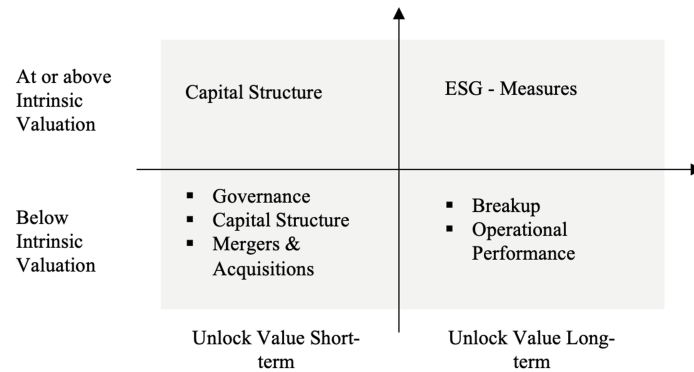 At or above
Intrinsic
Valuation
Capital Structure
ESG - Measures
Below
Intrinsic
Valuation
▪ Governance
▪ Capital Structure
▪ Mergers &
Acquisitions
▪ Breakup
▪ Operational
Performance
Unlock Value Short-
term
Unlock Value Long-
term